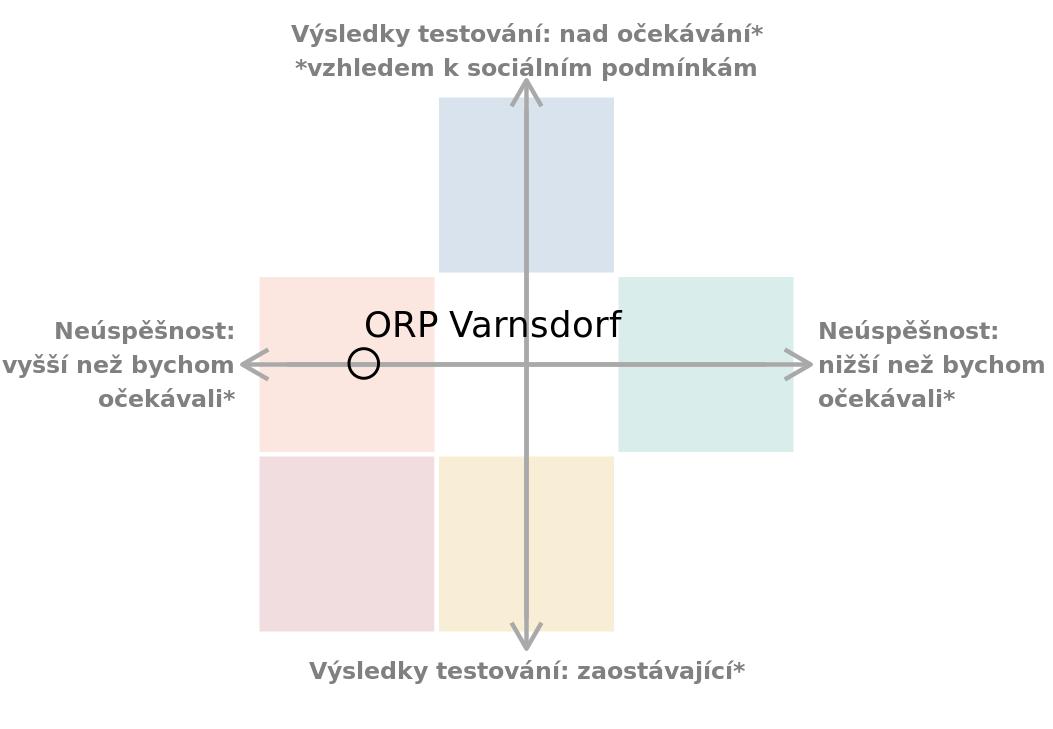 Výsledky testování: nad očekávání*
*vzhledem k sociálním podmínkám
ORP Varnsdorf
Neúspěšnost:
vyšší než bychom
očekávali*
Neúspěšnost:
nižší než bychom
očekávali*
Výsledky testování: zaostávající*